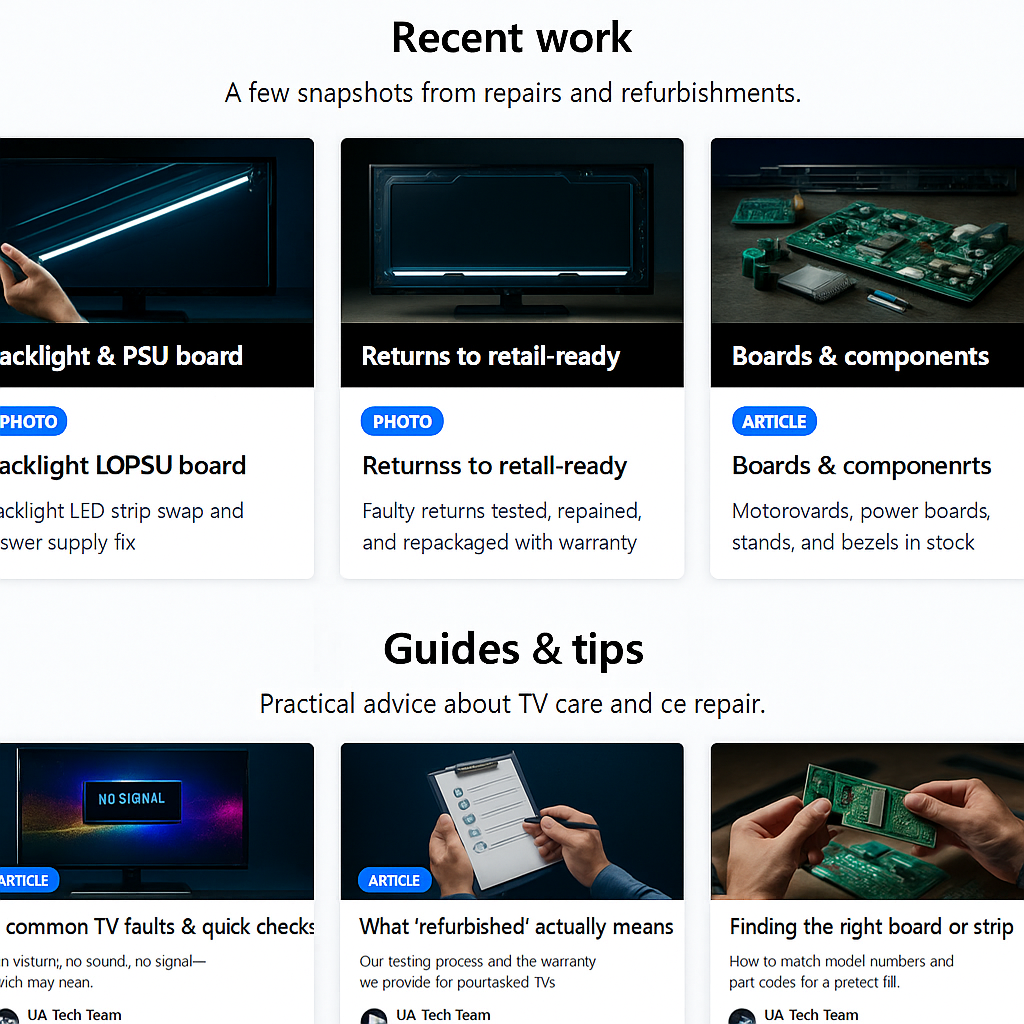 Recent work
A few snapshots from repairs and refurbishments.
acklight & PSU board
Returns to retail-ready
Boards & components
PHOTO
PHOTO
ARTICLE
acklight LOPSU board
Returnss to retall-ready
Boards & componenrts
acklight LED strip swap and
swer supply fix
Faulty returns tested, repained,
and repackaged with warranty
Motorovards, power boards,
stands, and bezels in stock
Guides & tips
Practical advice about TV care and ce repair.
NO SIGNAL
ARTICLE
ARTICLE
common TV faults & quick checks
What ‘refurbished’ actually means
Finding the right board or strip
n visturn;, no sound., no signal—
vich may nean.
Our testing process and the warranty
we provide for pourtasked TVs
How to match model numbers and
part codes for a pretect fill.
UA Tech Team
UA Tech Team
UA Tech Team